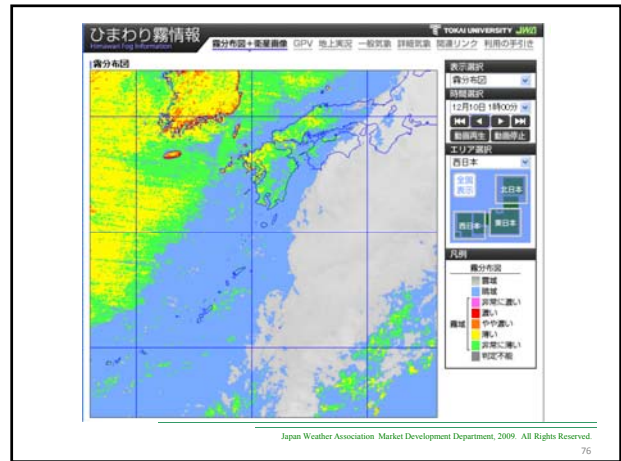 ひまわり霧情報
Himawari Fog Information
TOKAI UNIVERSITY JWA
霧分布図+衛星画像 GPV 地上実況 一般気象 詳細気象 関連リンク 利用の手引き
霧分布図
表示選択
霧分布図
時間選択
12月10日 1時00分
動画再生 動画停止
エリア選択
西日本
全国
表示
北日本
西日本
東日本
凡例
霧分布図
雲域
晴域
霧域
非常に濃い
濃い
やや濃い
薄い
非常に薄い
判定不能
Japan Weather Association Market Development Department, 2009. All Rights Reserved.
76